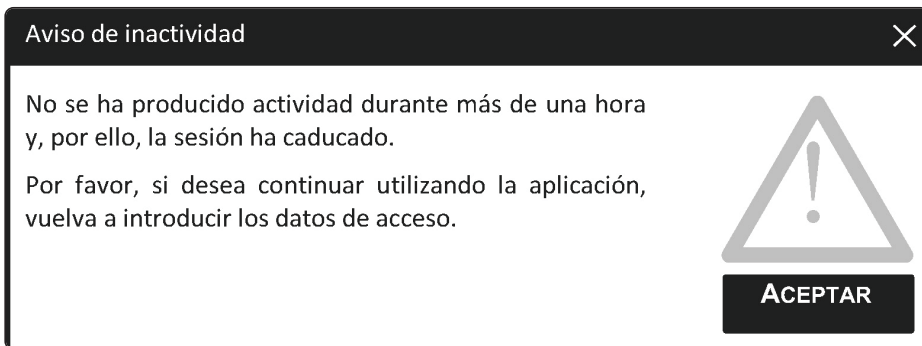 Aviso de inactividad
No se ha producido actividad durante más de una hora
y, por ello, la sesión ha caducado.
Por favor, si desea continuar utilizando la aplicación,
vuelva a introducir los datos de acceso.
ACEPTAR